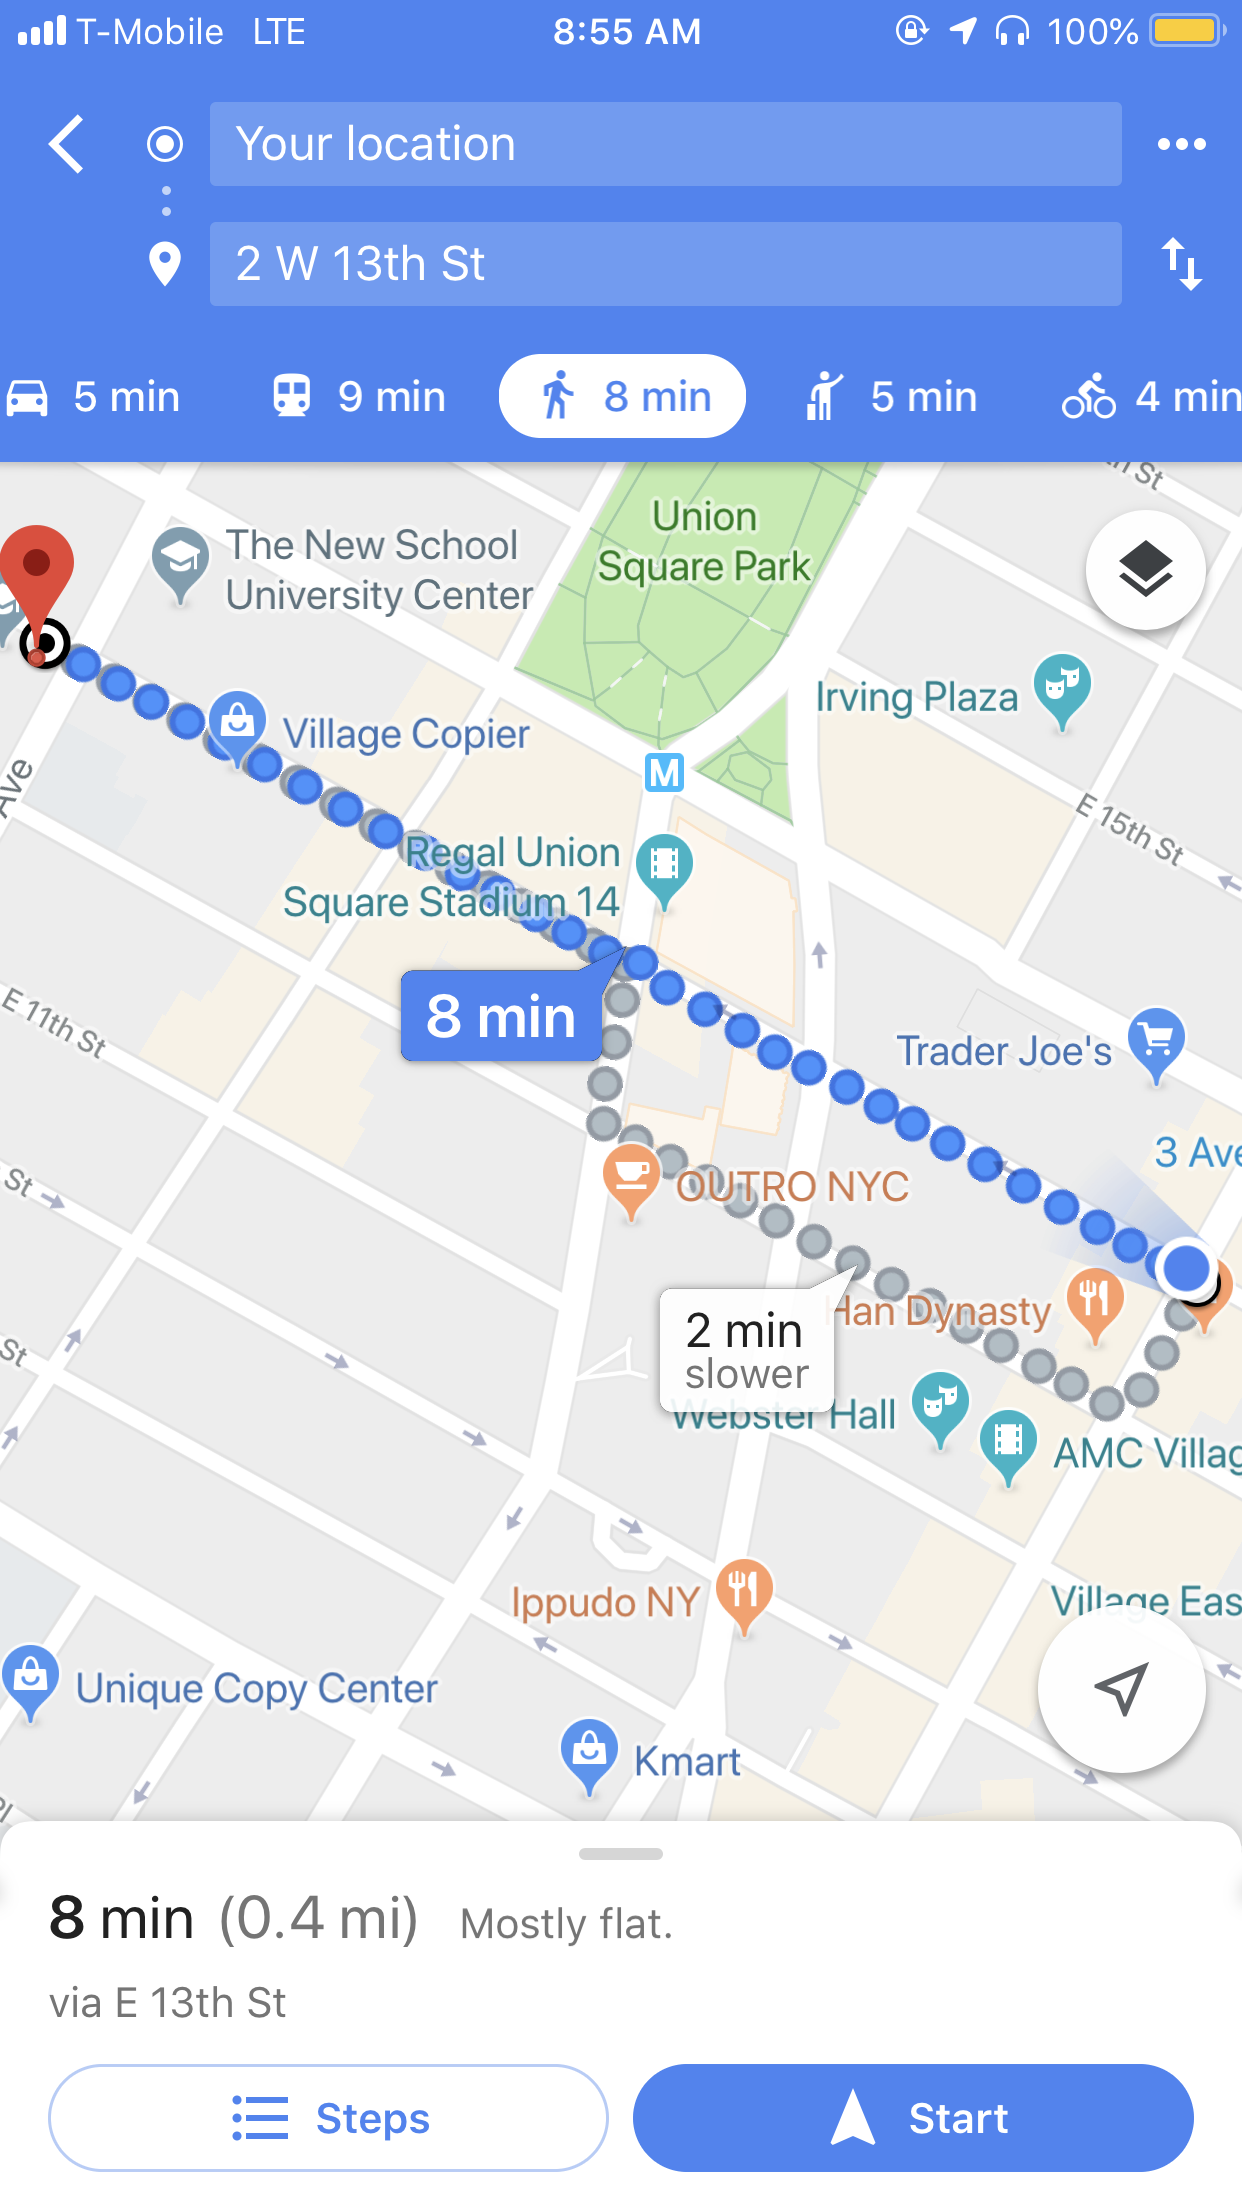 T-Mobile LTE 8:55 AM 100%
Your location
2 W 13th St
5 min 9 min 8 min 5 min 4 min
Union
Square Park
The New School
University Center
Irving Plaza
Village Copier
M
E 15th St
Ave
Regal Union
Square Stadium 14
8 min
E 11th St
Trader Joe's
3 Ave
St
OUTRO NYC
Han Dynasty
2 min
slower
St
Webster Hall
AMC Villag
Ippudo NY
Village Eas
Unique Copy Center
Kmart
Pl
8 min (0.4 mi) Mostly flat.
via E 13th St
Steps
Start